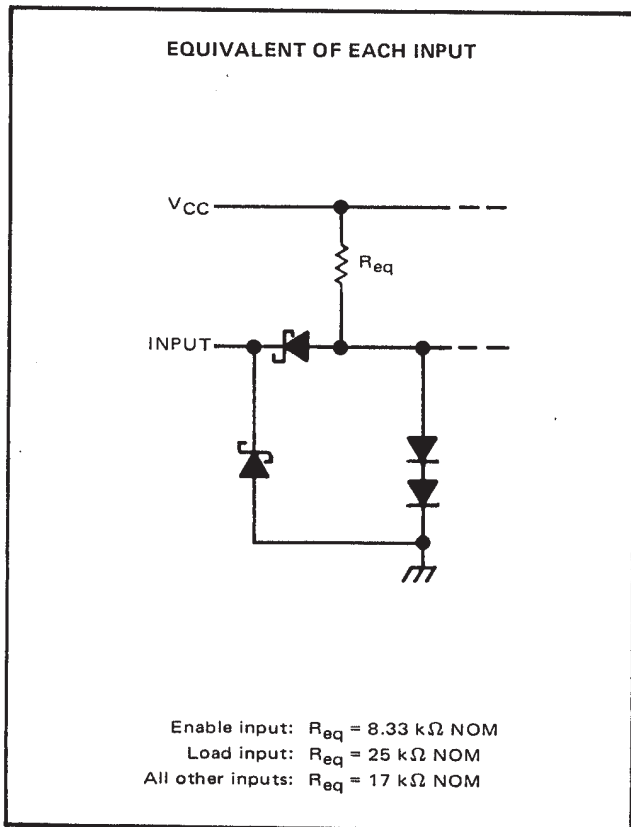 EQUIVALENT OF EACH INPUT
VCC
Req
INPUT
Enable input: Req = 8.33 kΩ NOM
Load input: Req = 25 kΩ NOM
All other inputs: Req = 17 kΩ NOM